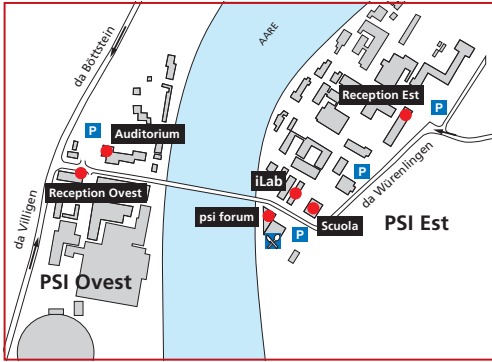 da Böttstein
AARE
Reception Est
P
P
Auditorium
P
Reception Ovest
iLab
da Würenlingen
psi forum
Scuola
P
PSI Est
da Villigen
PSI Ovest